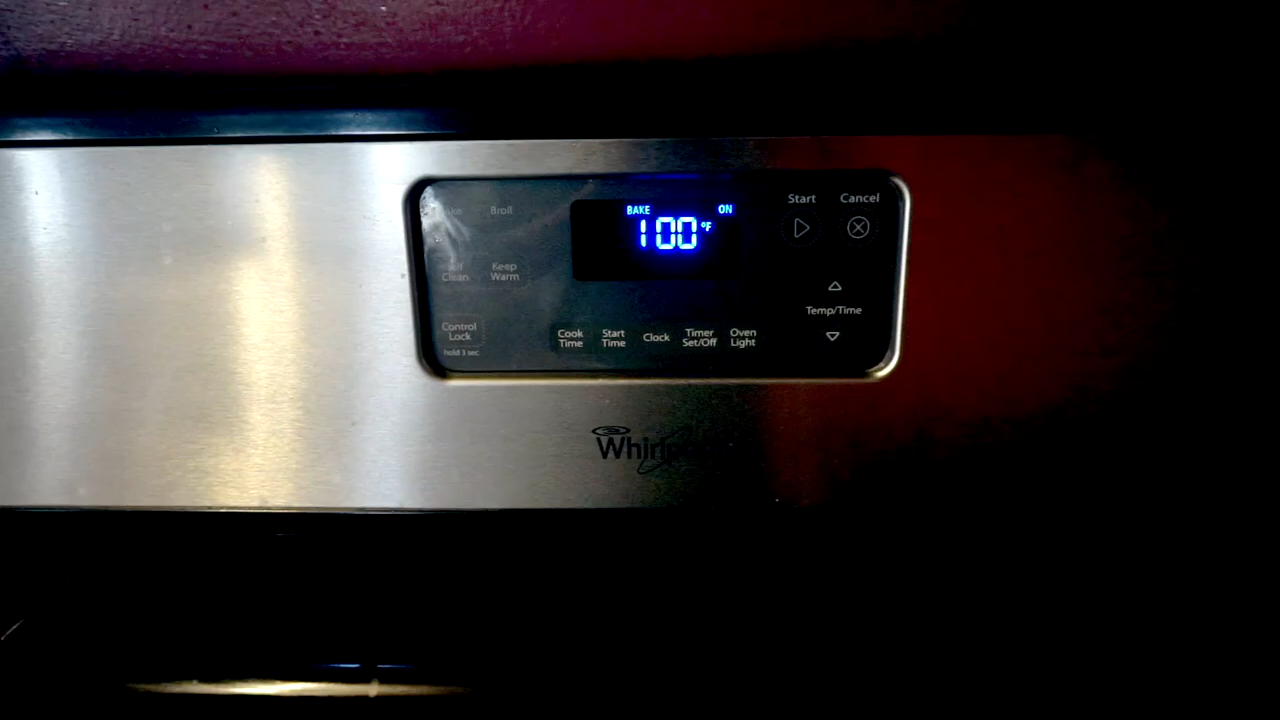 BAKE ON
100°F
Start Cancel
Broil
Clean
Keep
Warm
Temp/Time
Control
Lock
hold 3 sec
Cook
Time
Start
Time
Clock
Timer
Set/Off
Oven
Light
Whirlpool